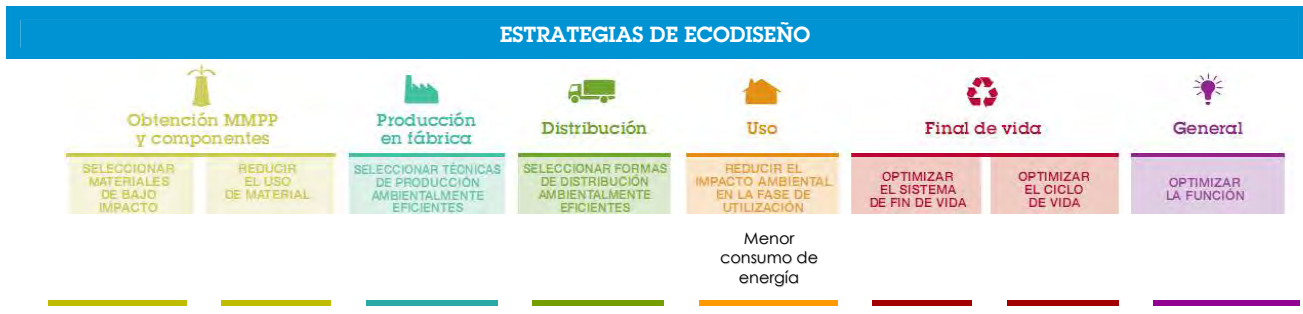 ESTRATEGIAS DE ECODISEÑO
Obtención MMPP
y componentes
Producción
en fábrica
Distribución
Uso
Final de vida
General
SELECCIONAR
MATERIALES
DE BAJO
IMPACTO
REDUCIR
EL USO
DE MATERIAL
SELECCIONAR TÉCNICAS
DE PRODUCCIÓN
AMBIENTALMENTE
EFICIENTES
SELECCIONAR FORMAS
DE DISTRIBUCIÓN
AMBIENTALMENTE
EFICIENTES
REDUCIR EL
IMPACTO AMBIENTAL
EN LA FASE DE
UTILIZACIÓN
OPTIMIZAR
EL SISTEMA
DE FIN DE VIDA
OPTIMIZAR
EL CICLO
DE VIDA
OPTIMIZAR
LA FUNCIÓN
Menor
consumo de
energía